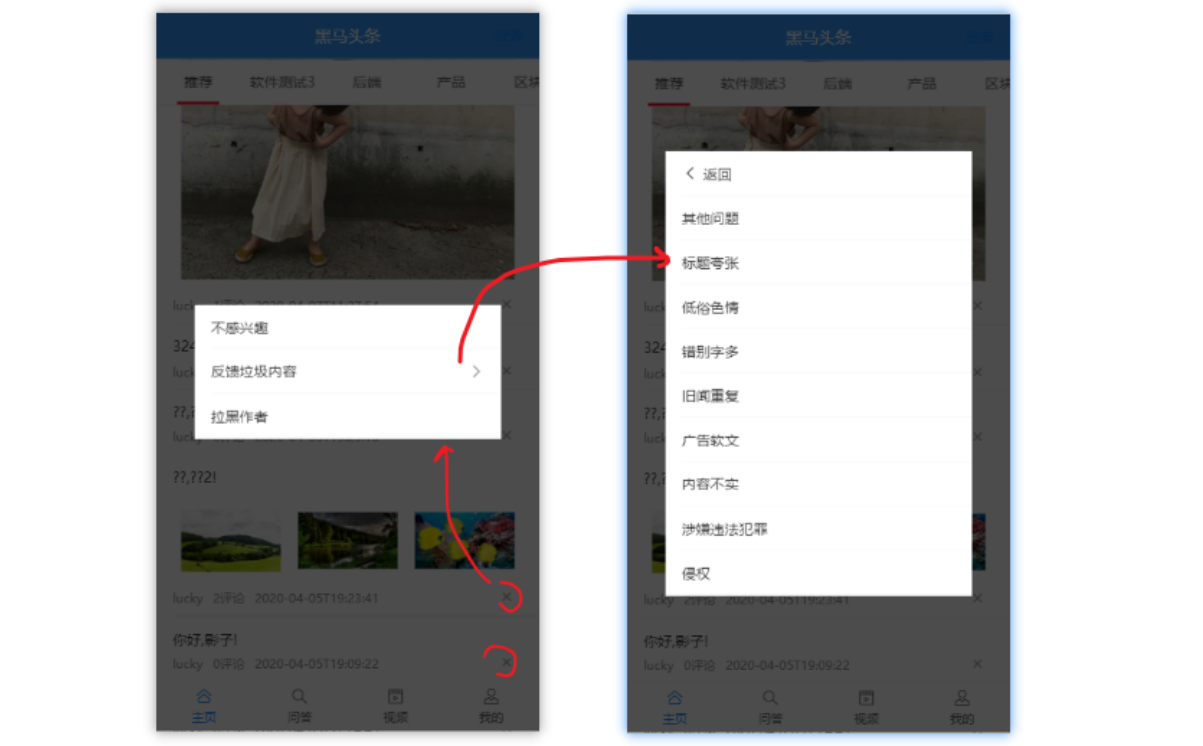 黑马头条
推荐 软件测试3 后端 产品 区块
不感兴趣
反馈垃圾内容
拉黑作者
??,??2!
lucky 2评论 2020-04-05T19:23:41
你好,影子!
lucky 0评论 2020-04-05T19:09:22
主页 问答 视频 我的
黑马头条
推荐 软件测试3 后端 产品 区块
返回
其他问题
标题夸张
低俗色情
错别字多
旧闻重复
广告软文
内容不实
涉嫌违法犯罪
侵权
lucky 2评论 2020-04-05T19:23:41
你好,影子!
lucky 0评论 2020-04-05T19:09:22
主页 问答 视频 我的